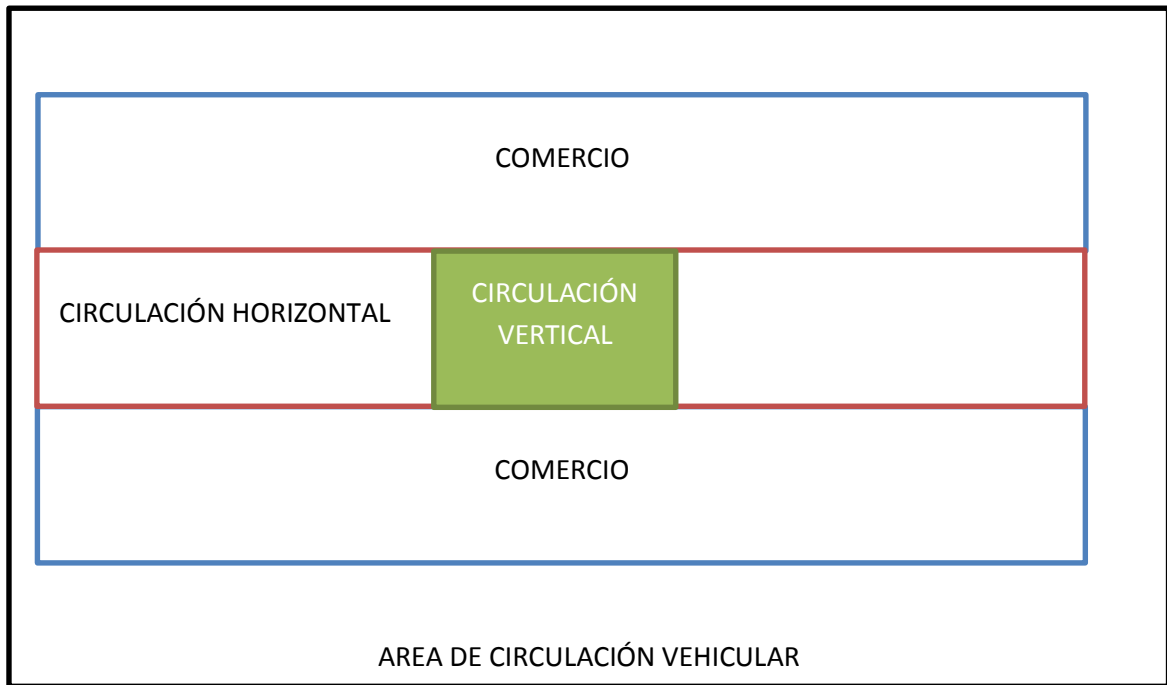 COMERCIO
CIRCULACIÓN HORIZONTAL
CIRCULACIÓN
VERTICAL
COMERCIO
AREA DE CIRCULACIÓN VEHICULAR